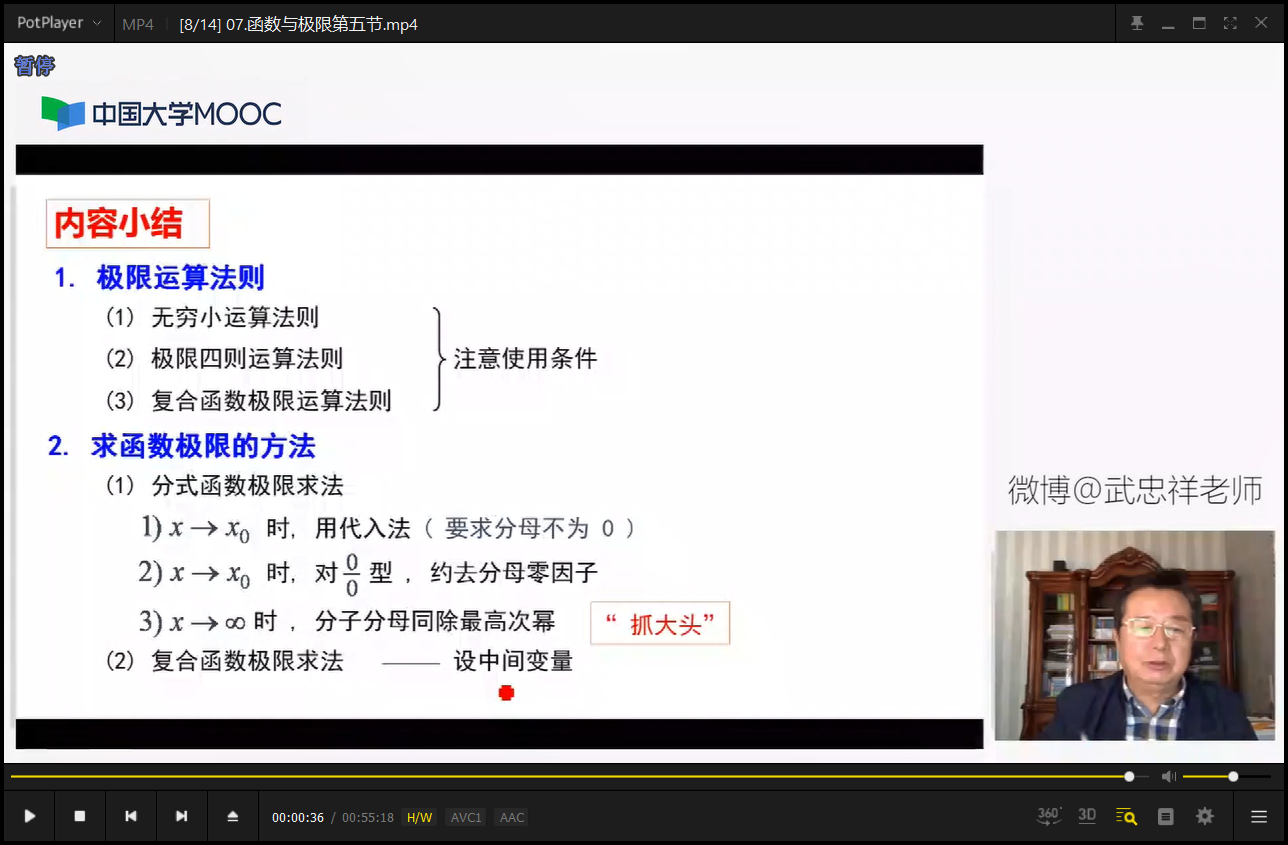 PotPlayer MP4 [8/14] 07.函数与极限第五节.mp4
暂停
中国大学MOOC
内容小结
1. 极限运算法则
(1) 无穷小运算法则
(2) 极限四则运算法则
注意使用条件
(3) 复合函数极限运算法则
2. 求函数极限的方法
(1) 分式函数极限求法
1) x → x₀ 时, 用代入法 ( 要求分母不为 0 )
2) x → x₀ 时, 对 0/0 型 , 约去分母零因子
3) x → ∞ 时 , 分子分母同除最高次幂 “ 抓大头”
(2) 复合函数极限求法 —— 设中间变量
微博@武忠祥老师
00:00:36 / 00:55:18 H/W AVC1 AAC 360° 3D